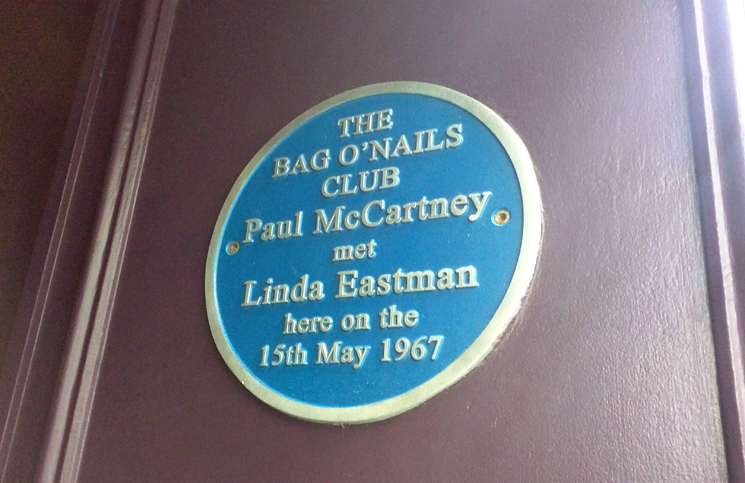 THE
BAG O'NAILS
CLUB
Paul McCartney
met
Linda Eastman
here on the
15th May 1967